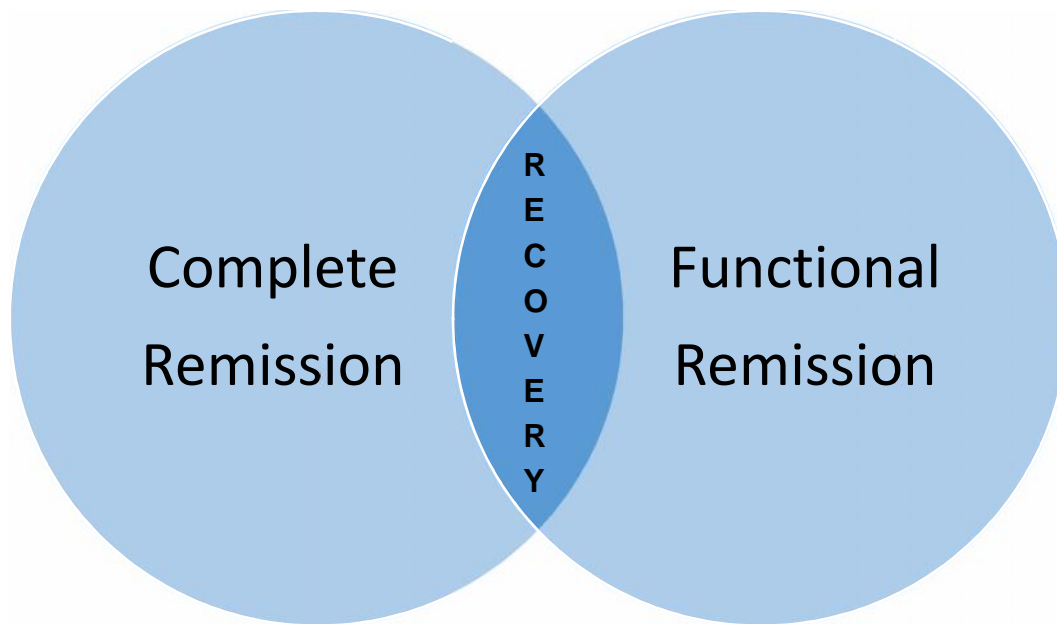 Complete
Remission
R
E
C
O
V
E
R
Y
Functional
Remission